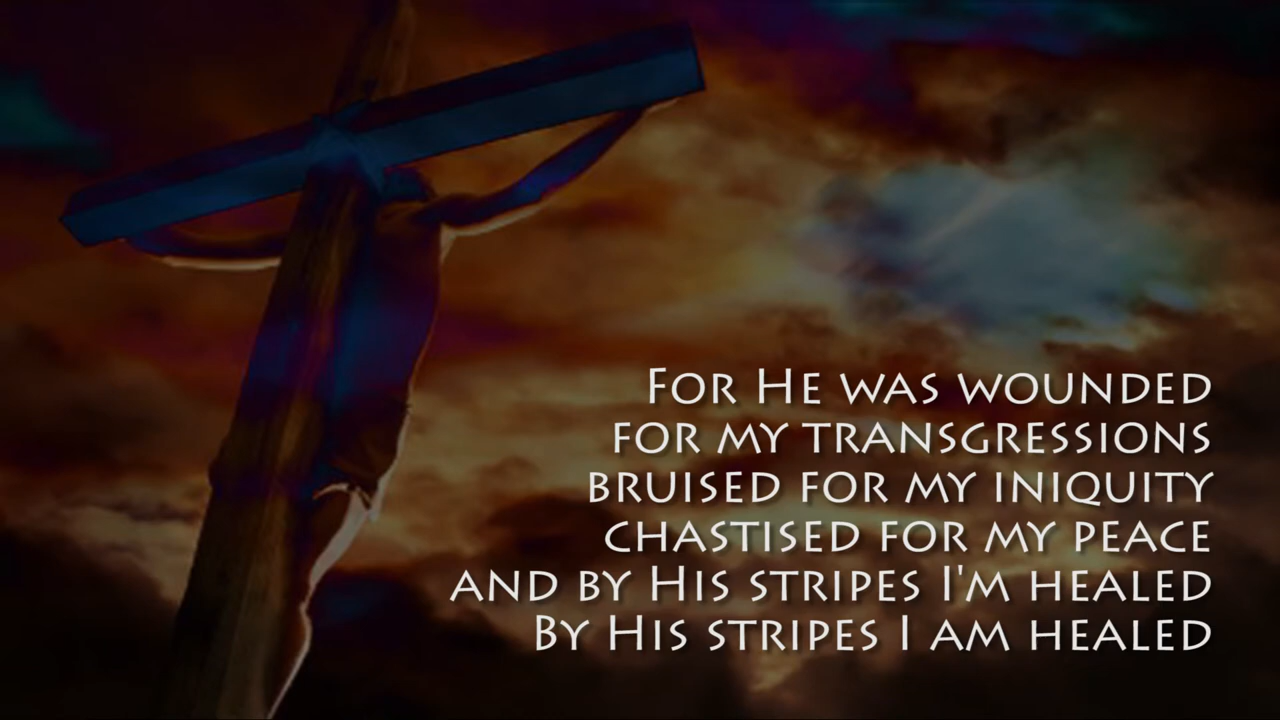 For He was wounded
for my transgressions
bruised for my iniquity
chastised for my peace
and by His stripes I'm healed
By His stripes I am healed